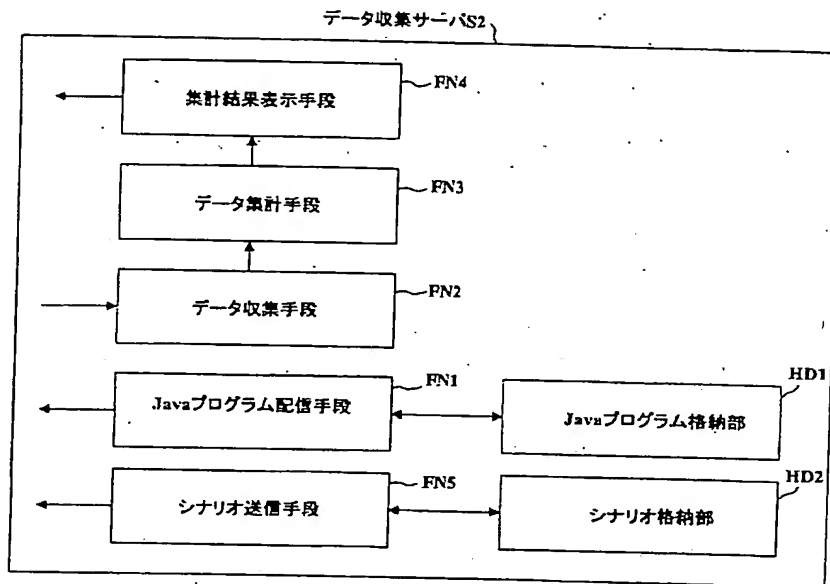 データ収集サーバS2
集計結果表示手段
FN4
データ集計手段
FN3
データ収集手段
FN2
Javaプログラム配信手段
FN1
Javaプログラム格納部
HD1
シナリオ送信手段
FN5
シナリオ格納部
HD2